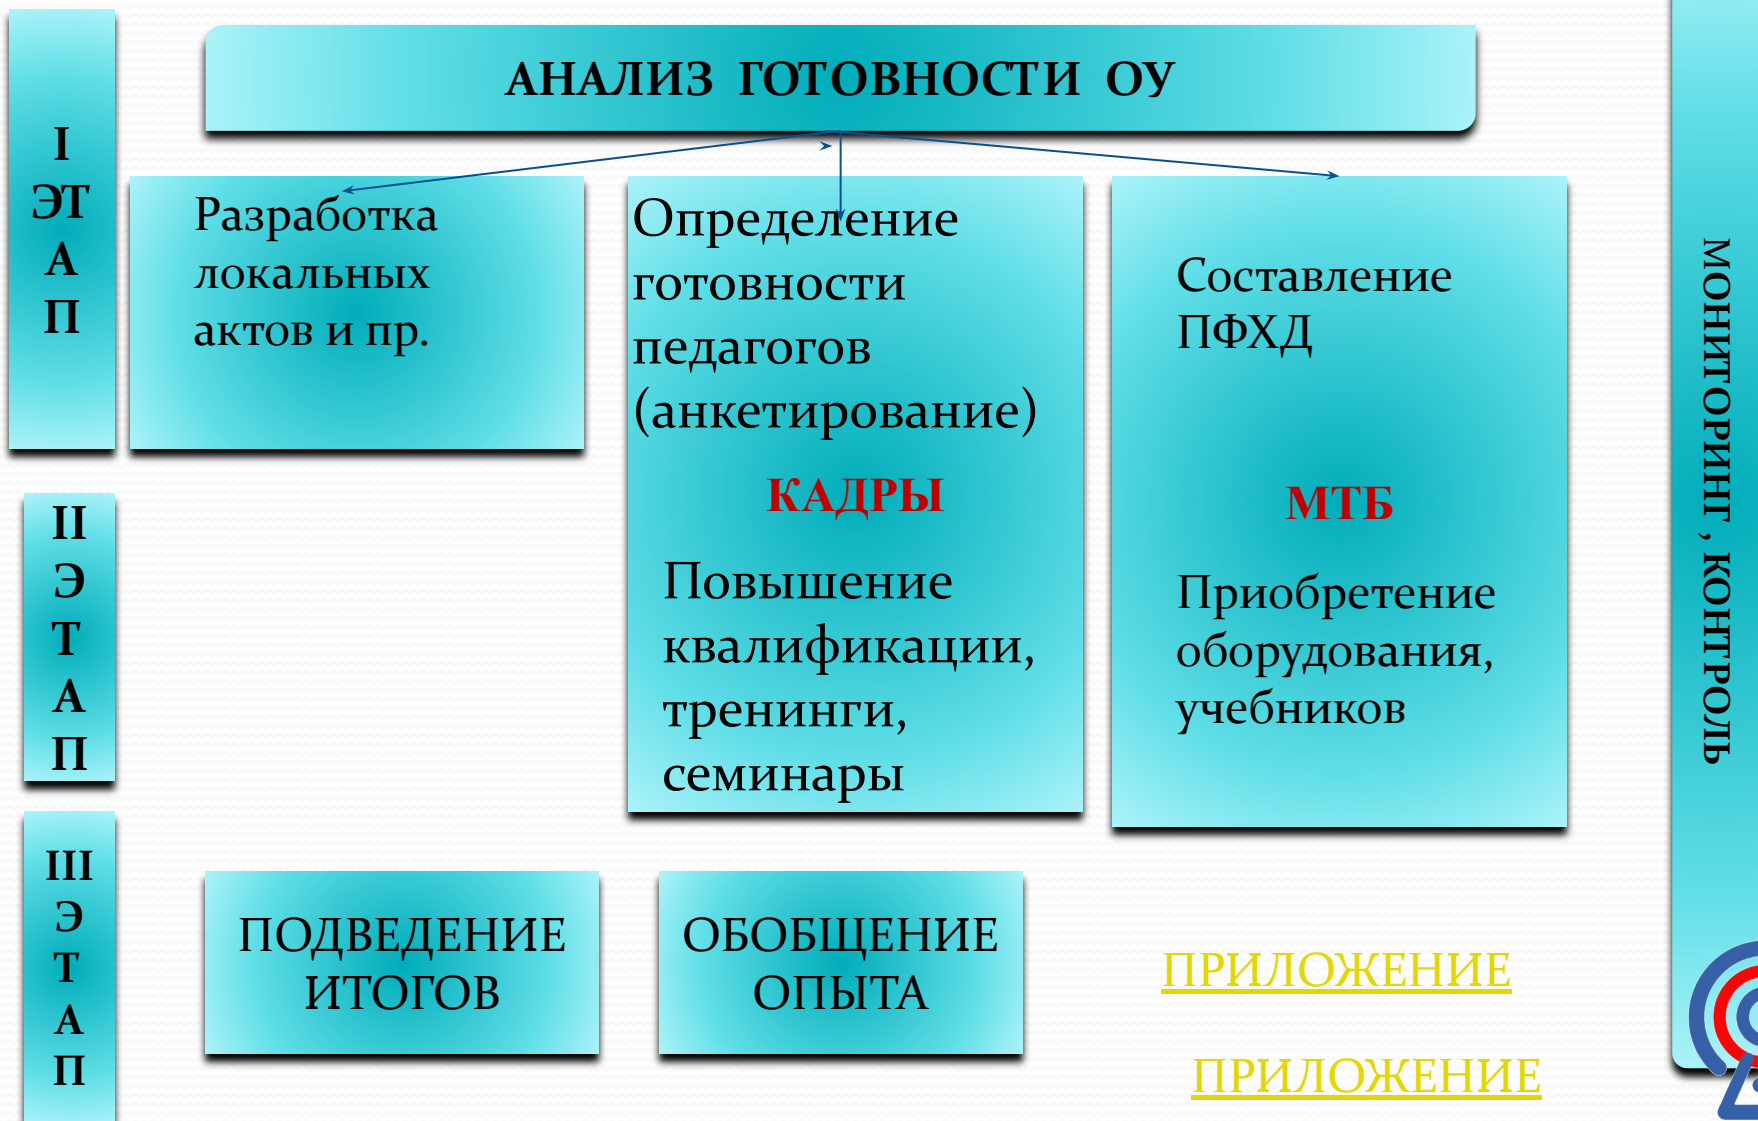 АНАЛИЗ ГОТОВНОСТИ ОУ
I
ЭТ
А
П
Разработка
локальных
актов и пр.
Определение
готовности
педагогов
(анкетирование)
КАДРЫ
Повышение
квалификации,
тренинги,
семинары
Составление
ПФХД
МТБ
Приобретение
оборудования,
учебников
II
Э
Т
А
П
III
Э
Т
А
П
ПОДВЕДЕНИЕ
ИТОГОВ
ОБОБЩЕНИЕ
ОПЫТА
ПРИЛОЖЕНИЕ
ПРИЛОЖЕНИЕ
МОНИТОРИНГ , КОНТРОЛЬ